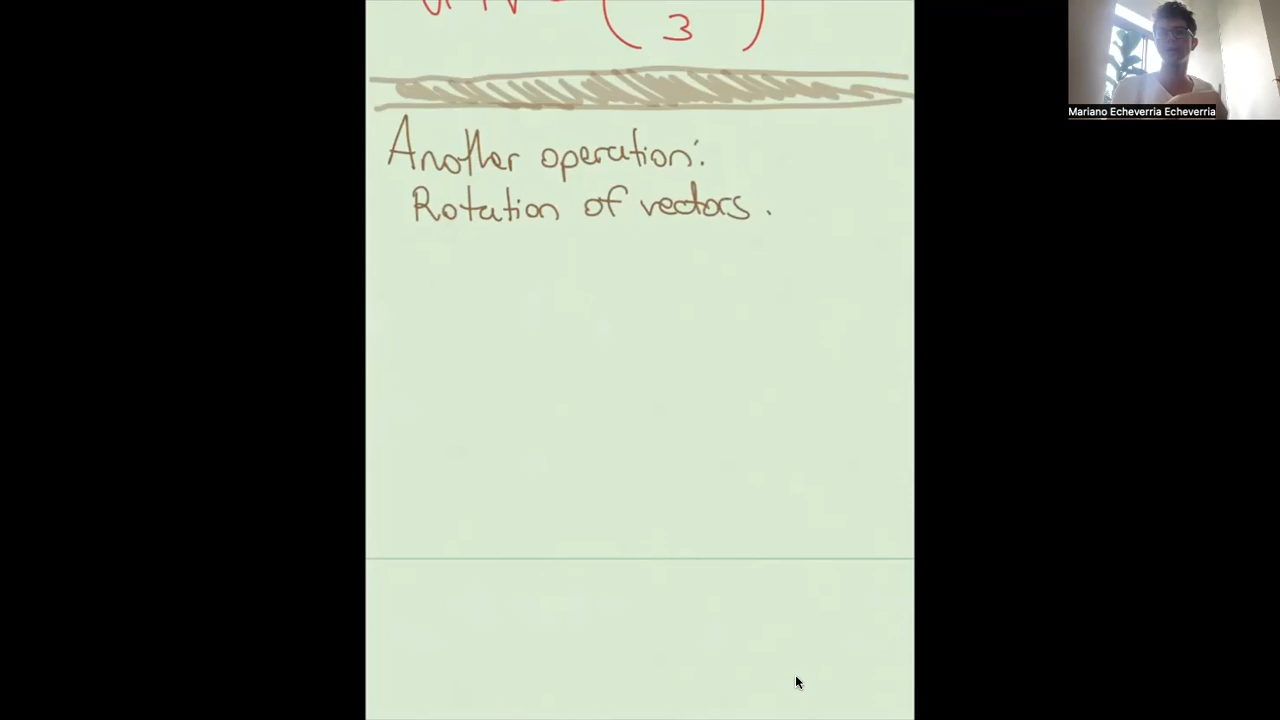 3
Mariano Echeverria Echeverria
Another operation:
Rotation of vectors.